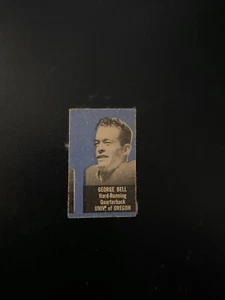 GEORGE BELL
Hard-Running
Quarterback
UNIV. of OREGON